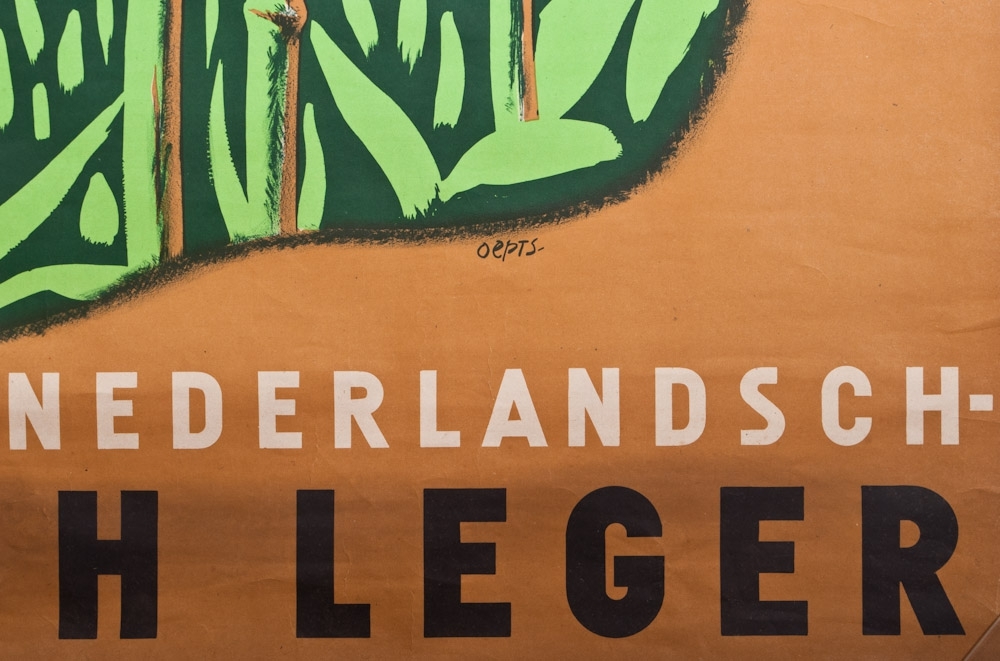 OEPTS-
NEDERLANDSCH-
H LEGER